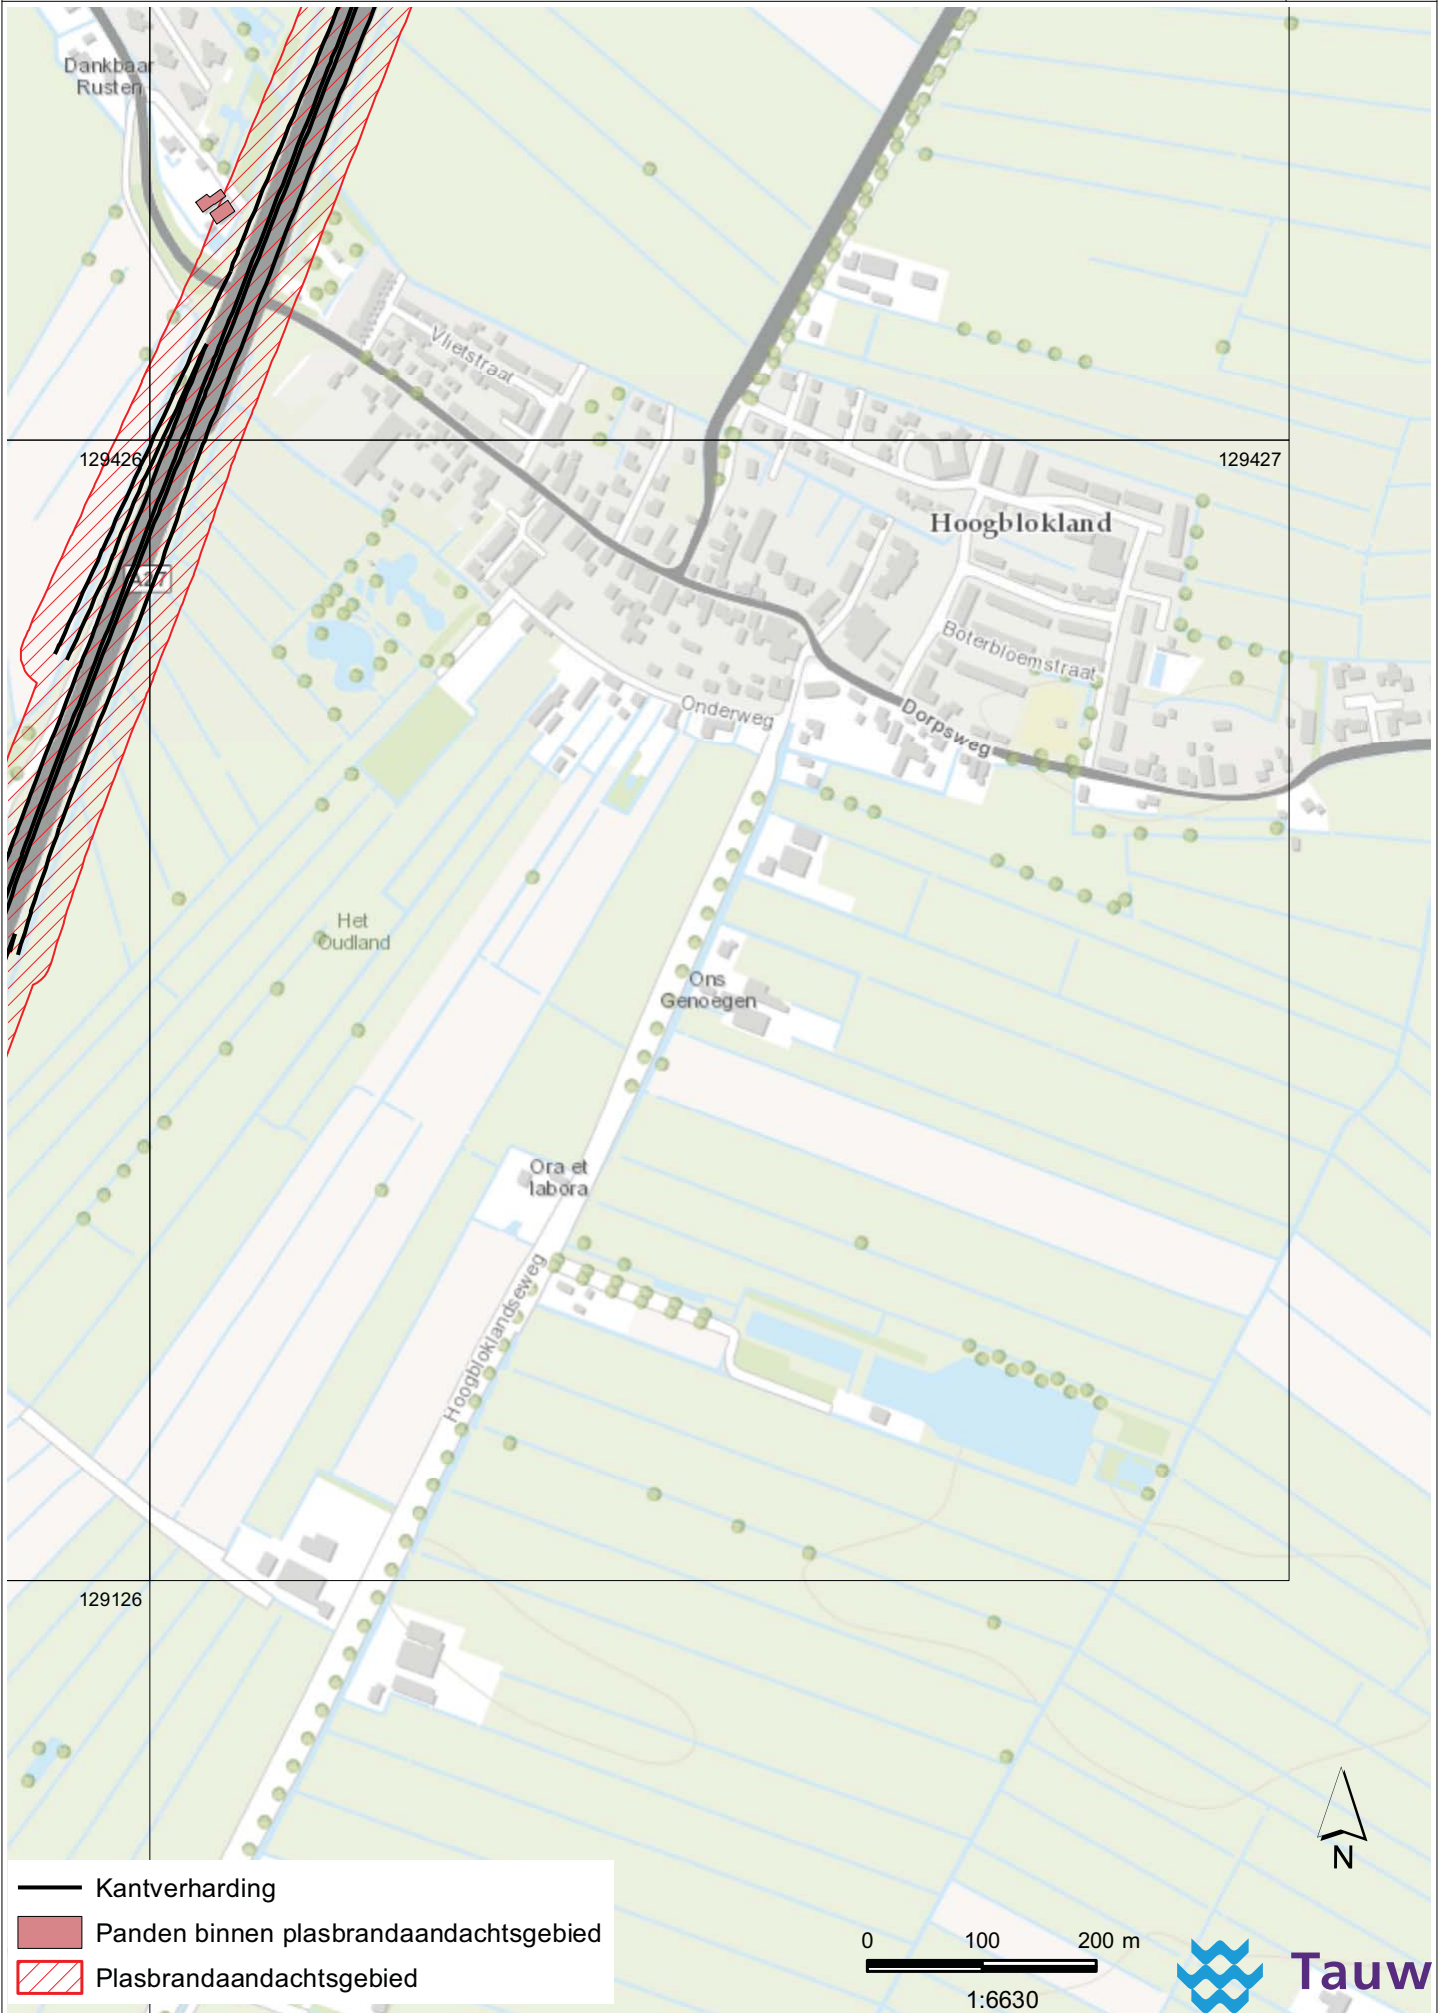 Dankbaar
Rusten
Vlietstraat
129426
129427
Hoogblokland
A27
Boterbloemstraat
Onderweg
Dorpsweg
Het
Oudland
Ons
Genoegen
Ora et
labora
Hoogbloklandseweg
129126
N
Kantverharding
Panden binnen plasbrandaandachtsgebied
Plasbrandaandachtsgebied
0 100 200 m
1:6630
Tauw